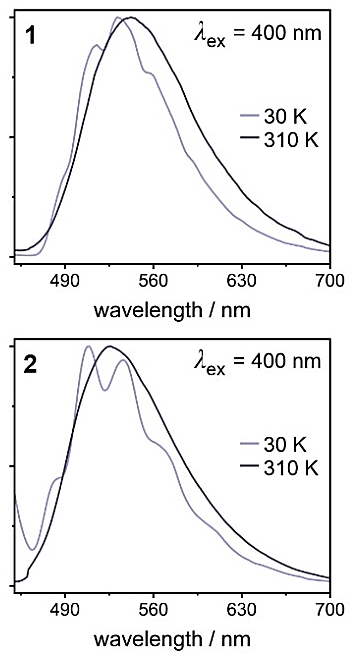 1
λex = 400 nm
30 K
310 K
490 560 630 700
wavelength / nm
2
λex = 400 nm
30 K
310 K
490 560 630 700
wavelength / nm